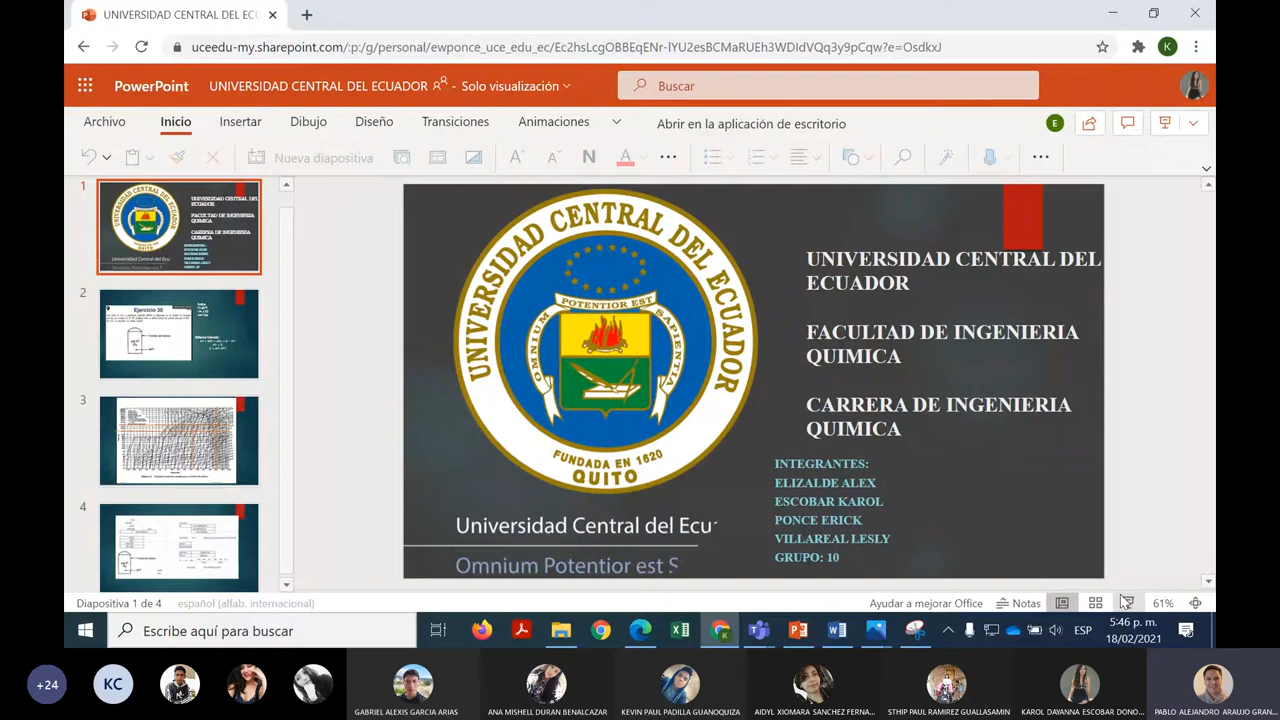 UNIVERSIDAD CENTRAL DEL ECU
uceedu-my.sharepoint.com/:p:/g/personal/ewponce_uce_edu_ec/Ec2hsLcgOBBEqENr-lYU2esBCMaRUEh3WDIdVQq3y9pCqw?e=OsdkxJ
K
PowerPoint
UNIVERSIDAD CENTRAL DEL ECUADOR - Solo visualización
Buscar
Archivo Inicio Insertar Dibujo Diseño Transiciones Animaciones
Abrir en la aplicación de escritorio
E
Nueva diapositiva
N
1
2
Ejercicio 30
3
4
UNIVERSIDAD CENTRAL DEL ECUADOR
POTENTIOR EST
OMNIUM
SAPIENTIA
FUNDADA EN 1620
QUITO
Universidad Central del Ecu
Omnium Potentior est S
UNIVERSIDAD CENTRAL DEL
ECUADOR
FACULTAD DE INGENIERIA
QUIMICA
CARRERA DE INGENIERIA
QUIMICA
INTEGRANTES:
ELIZALDE ALEX
ESCOBAR KAROL
PONCE ERICK
VILLAREAL LESLY
GRUPO: 10
Diapositiva 1 de 4
español (alfab. internacional)
Ayudar a mejorar Office
Notas
61%
Escribe aquí para buscar
ESP
5:46 p. m.
18/02/2021
+24
KC
GABRIEL ALEXIS GARCIA ARIAS
ANA MISHELL DURAN BENALCAZAR
KEVIN PAUL PADILLA GUANOQUIZA
AIDYL XIOMARA SANCHEZ FERNA...
STHIP PAUL RAMIREZ GUALLASAMIN
KAROL DAYANNA ESCOBAR DONO...
PABLO ALEJANDRO ARAUJO GRAN...